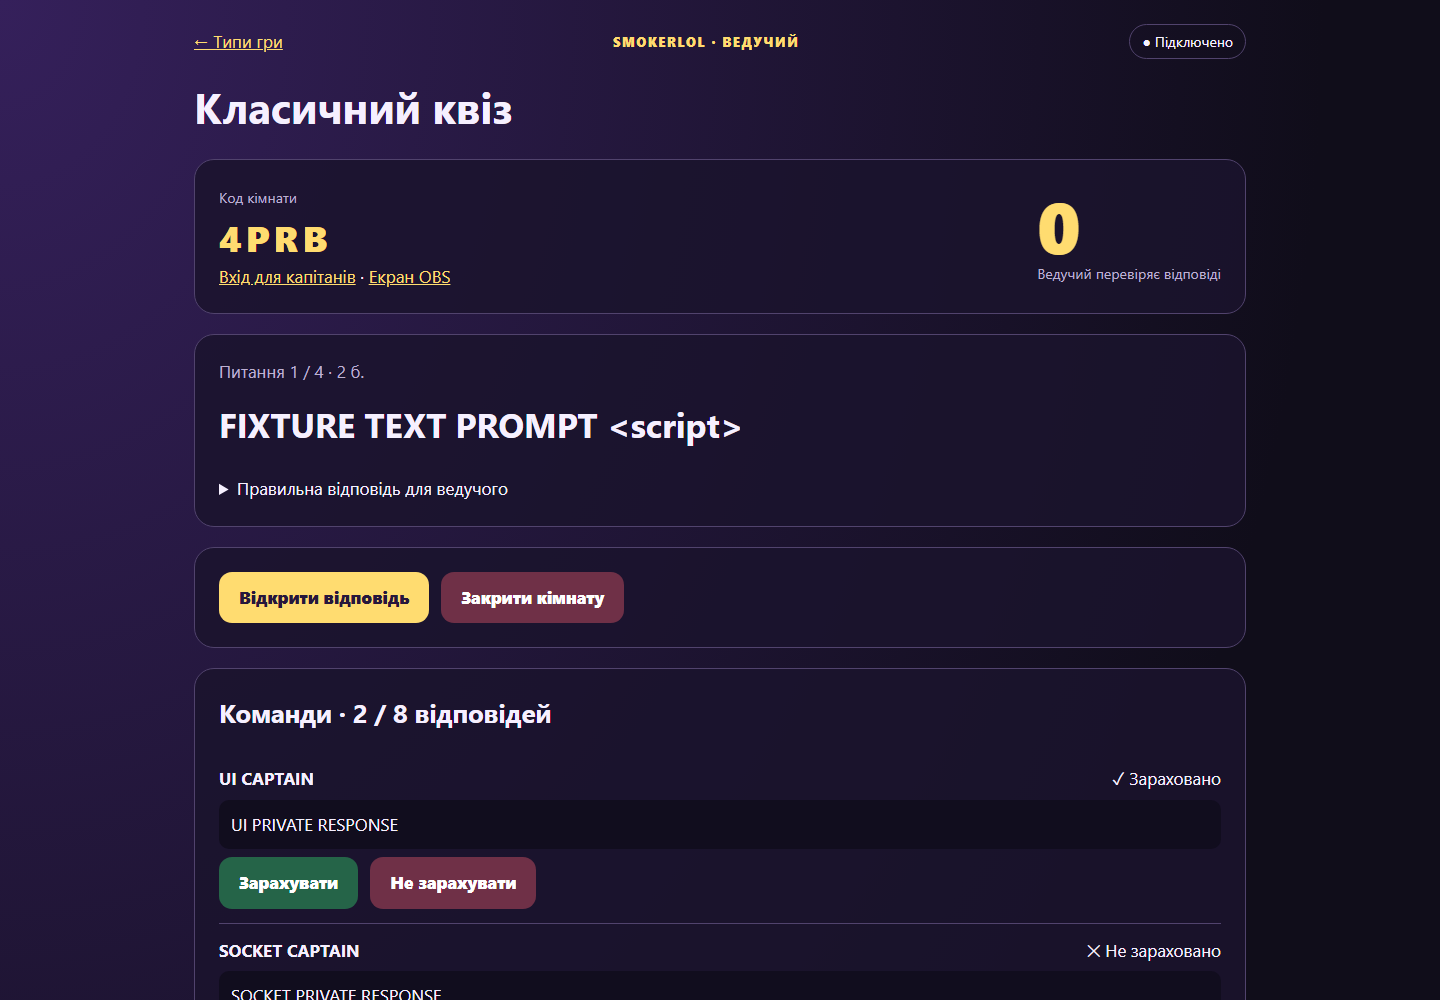 ← Типи гри
SMOKERLOL · ВЕДУЧИЙ
● Підключено
Класичний квіз
Код кімнати
4PRB
Вхід для капітанів · Екран OBS
0
Ведучий перевіряє відповіді
Питання 1 / 4 · 2 б.
FIXTURE TEXT PROMPT <script>
▶ Правильна відповідь для ведучого
Відкрити відповідь
Закрити кімнату
Команди · 2 / 8 відповідей
UI CAPTAIN
✓ Зараховано
UI PRIVATE RESPONSE
Зарахувати
Не зарахувати
SOCKET CAPTAIN
✕ Не зараховано
SOCKET PRIVATE RESPONSE